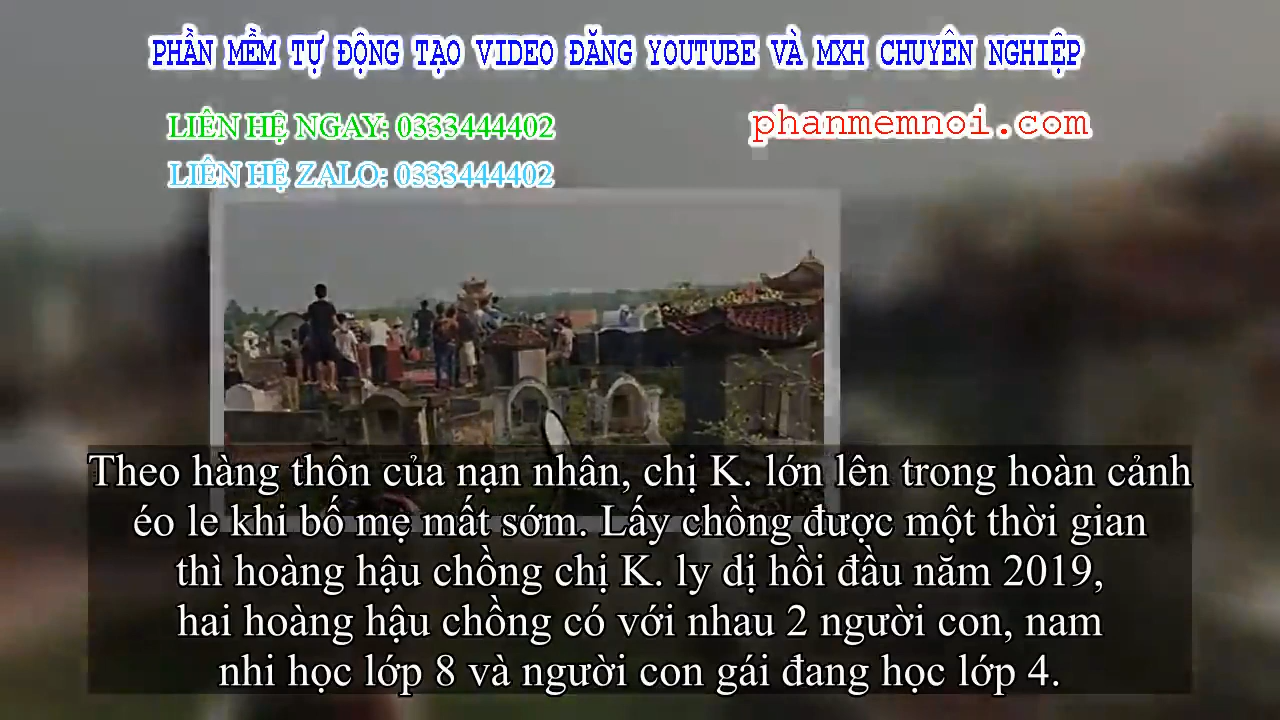 PHẦN MỀM TỰ ĐỘNG TẠO VIDEO ĐĂNG YOUTUBE VÀ MXH CHUYÊN NGHIỆP
LIÊN HỆ NGAY: 0333444402
phanmemnoi.com
LIÊN HỆ ZALO: 0333444402
Theo hàng thôn của nạn nhân, chị K. lớn lên trong hoàn cảnh
éo le khi bố mẹ mất sớm. Lấy chồng được một thời gian
thì hoàng hậu chồng chị K. ly dị hồi đầu năm 2019,
hai hoàng hậu chồng có với nhau 2 người con, nam
nhi học lớp 8 và người con gái đang học lớp 4.